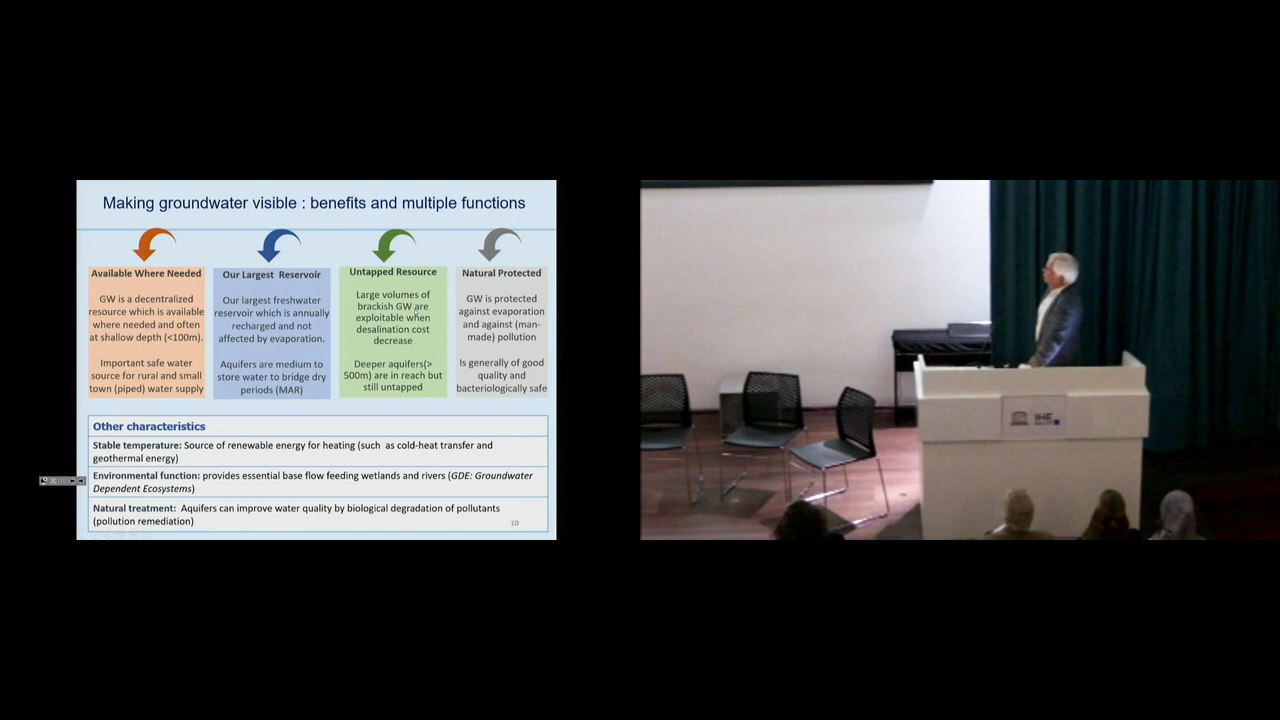 Making groundwater visible : benefits and multiple functions
Available Where Needed
GW is a decentralized
resource which is available
where needed and often
at shallow depth (<100m).
Important safe water
source for rural and small
town (piped) water supply
Our Largest Reservoir
Our largest freshwater
reservoir which is annually
recharged and not
affected by evaporation.
Aquifers are medium to
store water to bridge dry
periods (MAR)
Untapped Resource
Large volumes of
brackish GW are
exploitable when
desalination cost
decrease
Deeper aquifers(>
500m) are in reach but
still untapped
Natural Protected
GW is protected
against evaporation
and against (man-
made) pollution
Is generally of good
quality and
bacteriologically safe
Other characteristics
Stable temperature: Source of renewable energy for heating (such as cold-heat transfer and
geothermal energy)
Environmental function: provides essential base flow feeding wetlands and rivers (GDE: Groundwater
Dependent Ecosystems)
Natural treatment: Aquifers can improve water quality by biological degradation of pollutants
(pollution remediation)
10
IHE